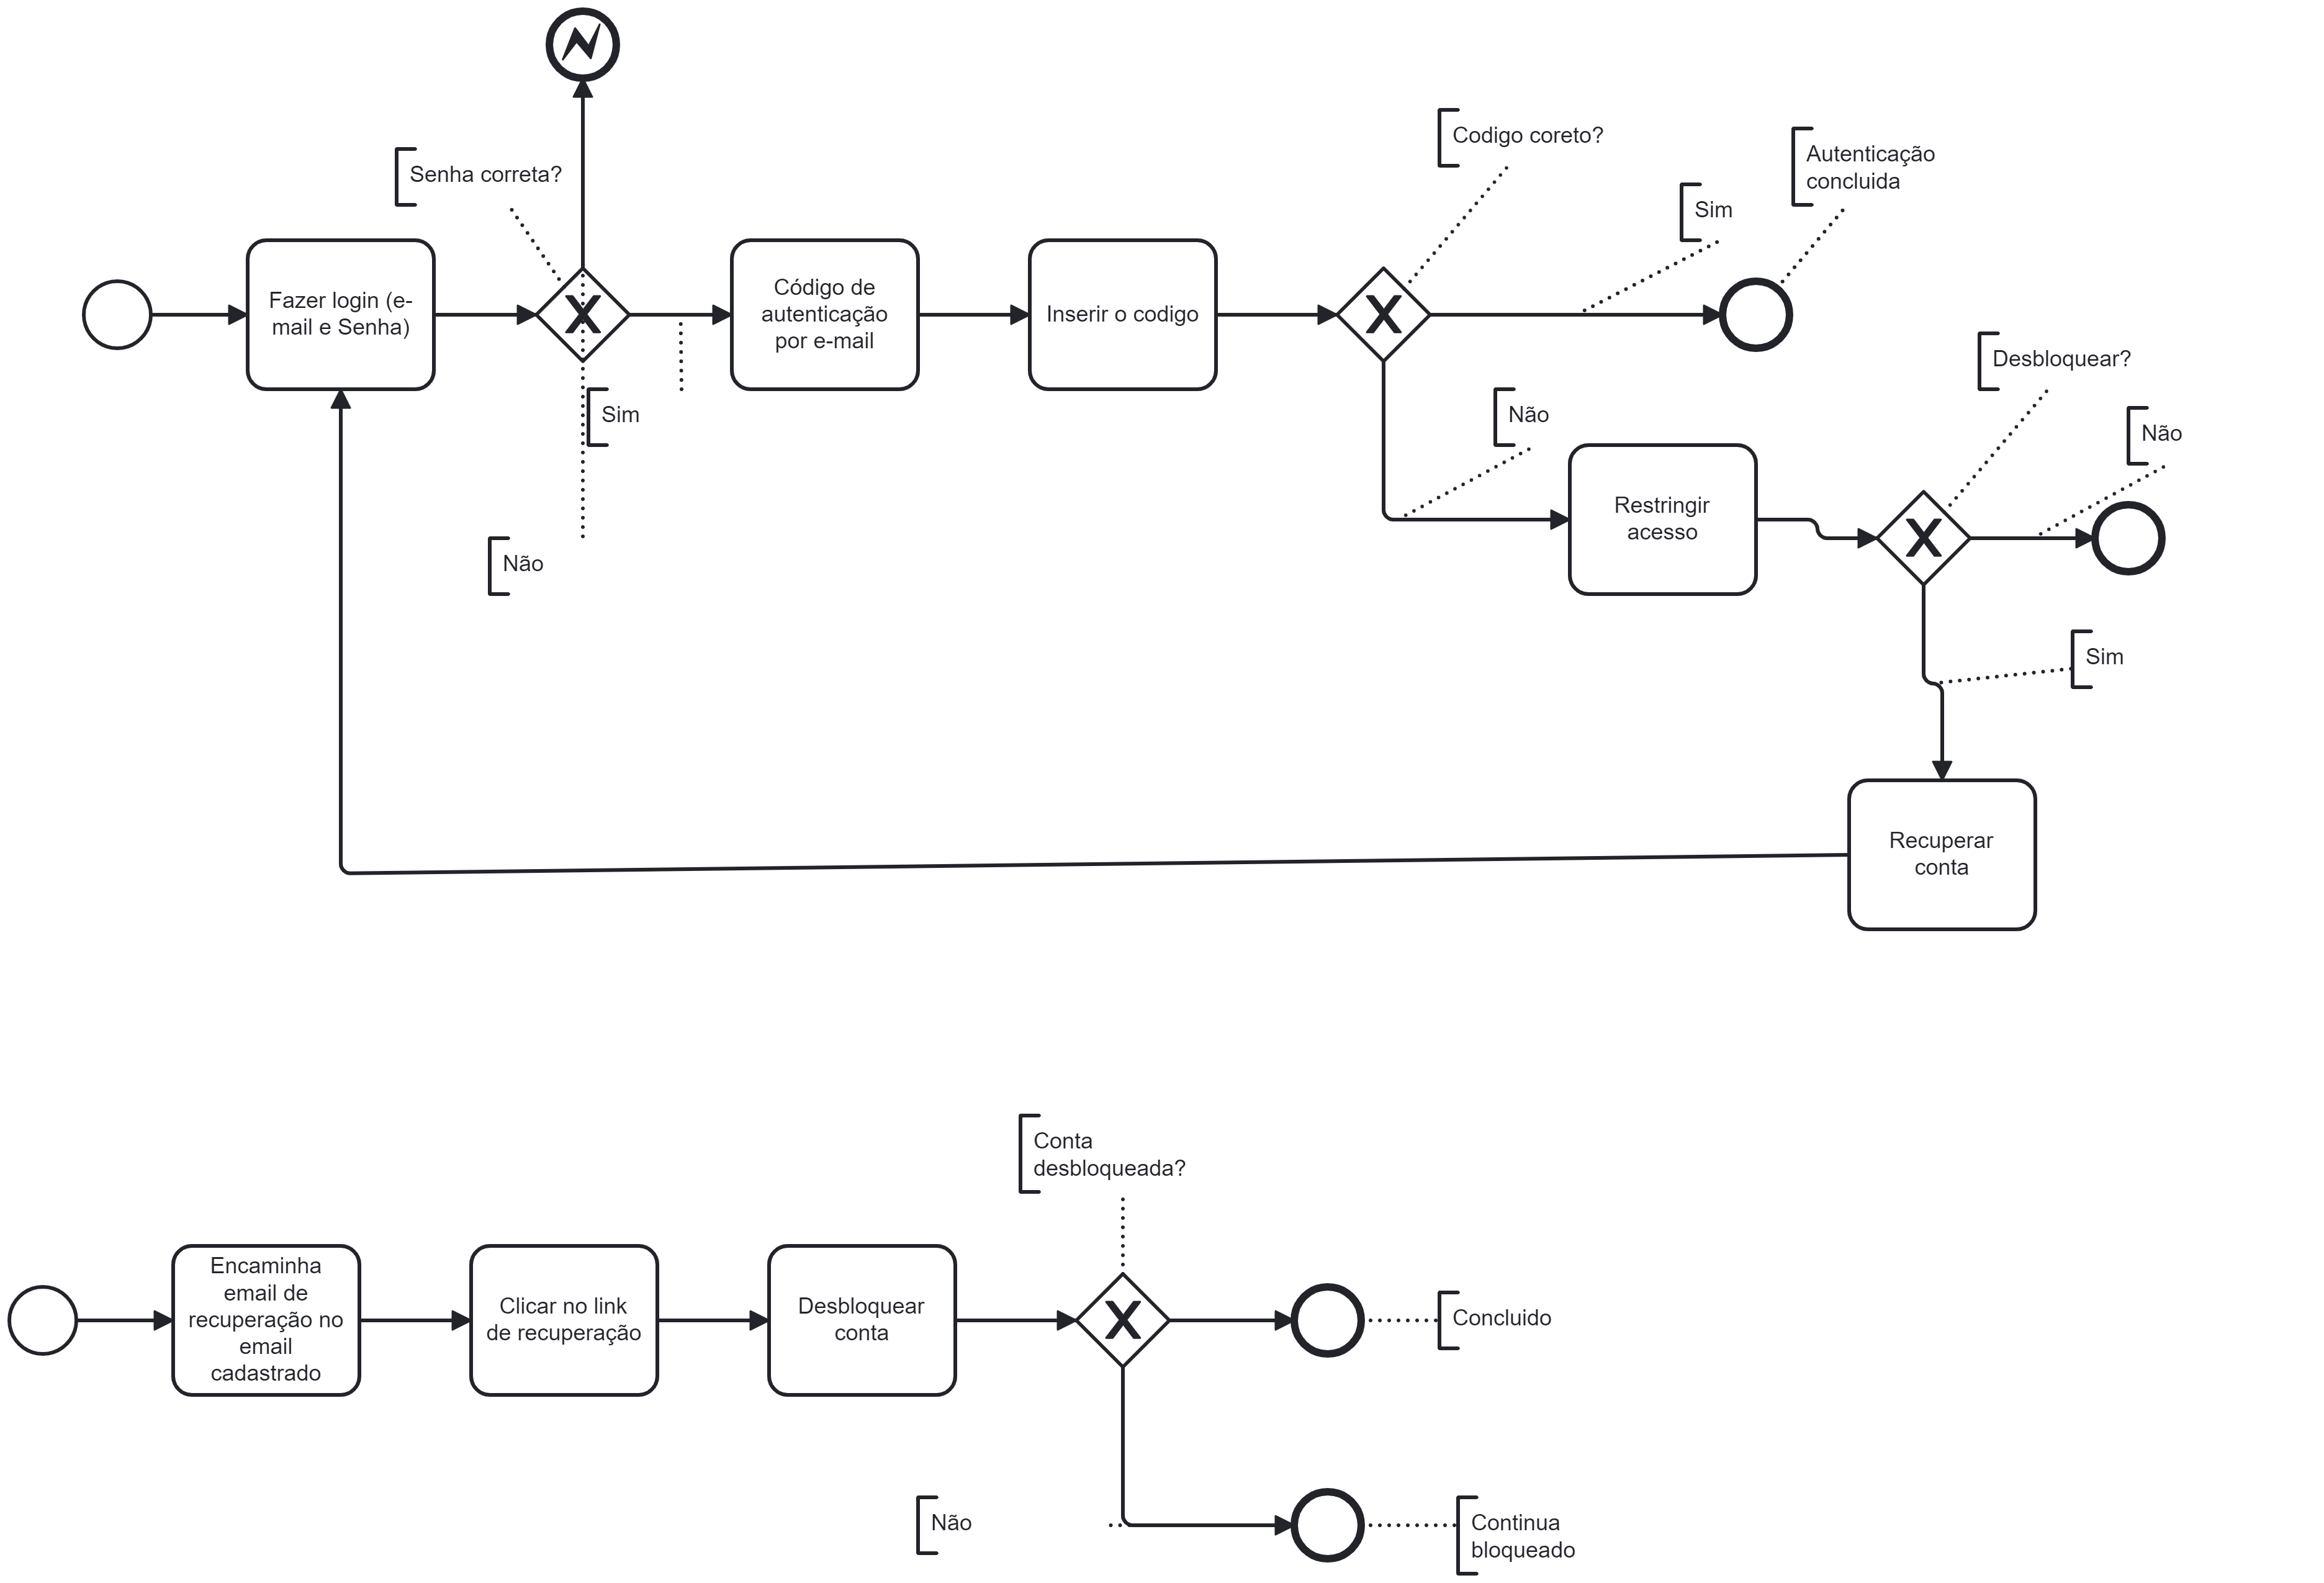 Senha correta?
Codigo coreto?
Autenticação
concluida
Sim
Fazer login (e-
mail e Senha)
X
Código de
autenticação
por e-mail
Inserir o codigo
X
Desbloquear?
Sim
Não
Não
Restringir
acesso
X
Não
Sim
Recuperar
conta
Conta
desbloqueada?
Encaminha
email de
recuperação no
email
cadastrado
Clicar no link
de recuperação
Desbloquear
conta
X
Concluido
Não
Continua
bloqueado